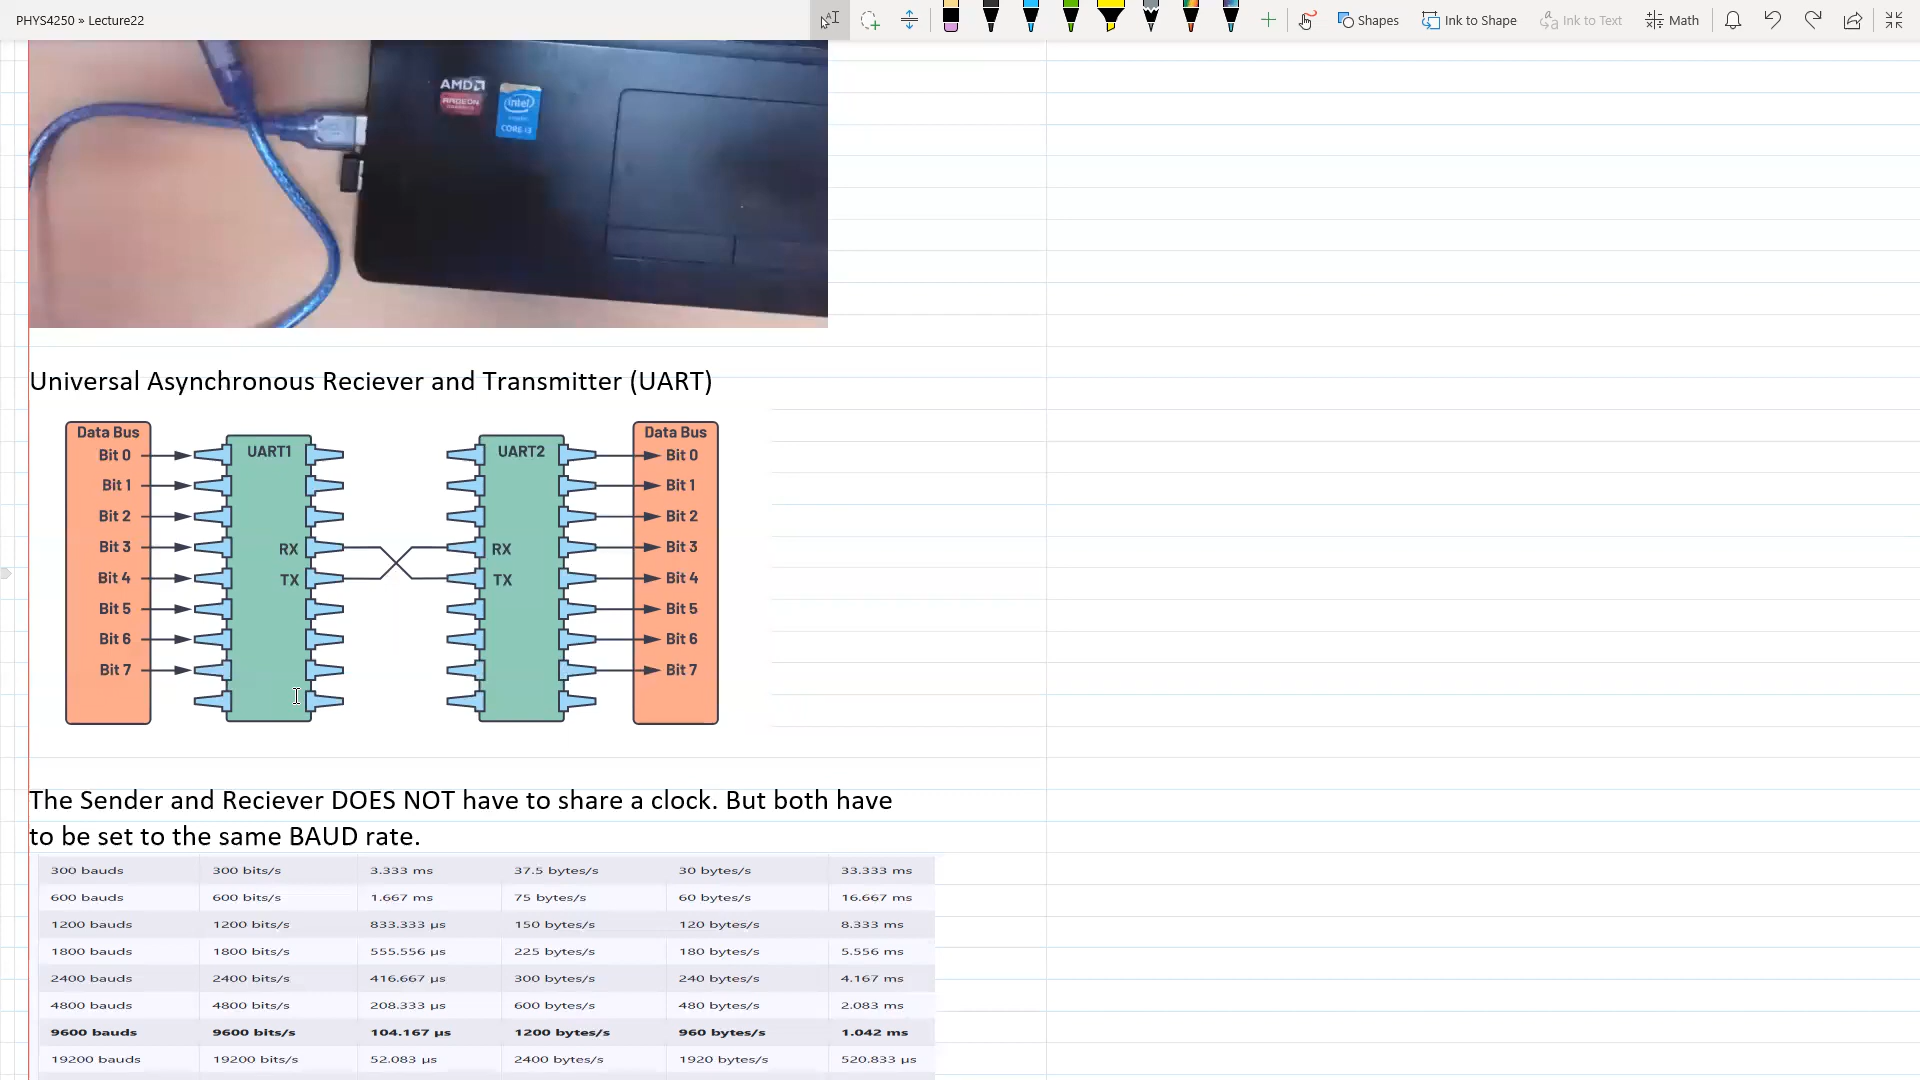 PHYS4250 » Lecture22
Shapes
Ink to Shape
Ink to Text
Math
AMD
RADEON
intel
CORE i3
Universal Asynchronous Reciever and Transmitter (UART)
Data Bus
Bit 0
Bit 1
Bit 2
Bit 3
Bit 4
Bit 5
Bit 6
Bit 7
UART1
RX
TX
UART2
RX
TX
Data Bus
Bit 0
Bit 1
Bit 2
Bit 3
Bit 4
Bit 5
Bit 6
Bit 7
The Sender and Reciever DOES NOT have to share a clock. But both have
to be set to the same BAUD rate.
300 bauds 300 bits/s 3.333 ms 37.5 bytes/s 30 bytes/s 33.333 ms
600 bauds 600 bits/s 1.667 ms 75 bytes/s 60 bytes/s 16.667 ms
1200 bauds 1200 bits/s 833.333 µs 150 bytes/s 120 bytes/s 8.333 ms
1800 bauds 1800 bits/s 555.556 µs 225 bytes/s 180 bytes/s 5.556 ms
2400 bauds 2400 bits/s 416.667 µs 300 bytes/s 240 bytes/s 4.167 ms
4800 bauds 4800 bits/s 208.333 µs 600 bytes/s 480 bytes/s 2.083 ms
9600 bauds 9600 bits/s 104.167 µs 1200 bytes/s 960 bytes/s 1.042 ms
19200 bauds 19200 bits/s 52.083 µs 2400 bytes/s 1920 bytes/s 520.833 µs